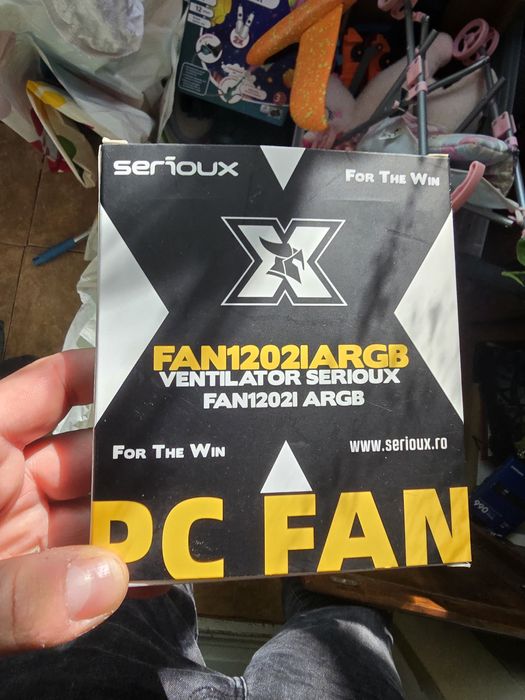 serioux
For The Win
FAN1202IARGB
VENTILATOR SERIOUX
FAN1202I ARGB
For The Win
www.serioux.ro
PC FAN